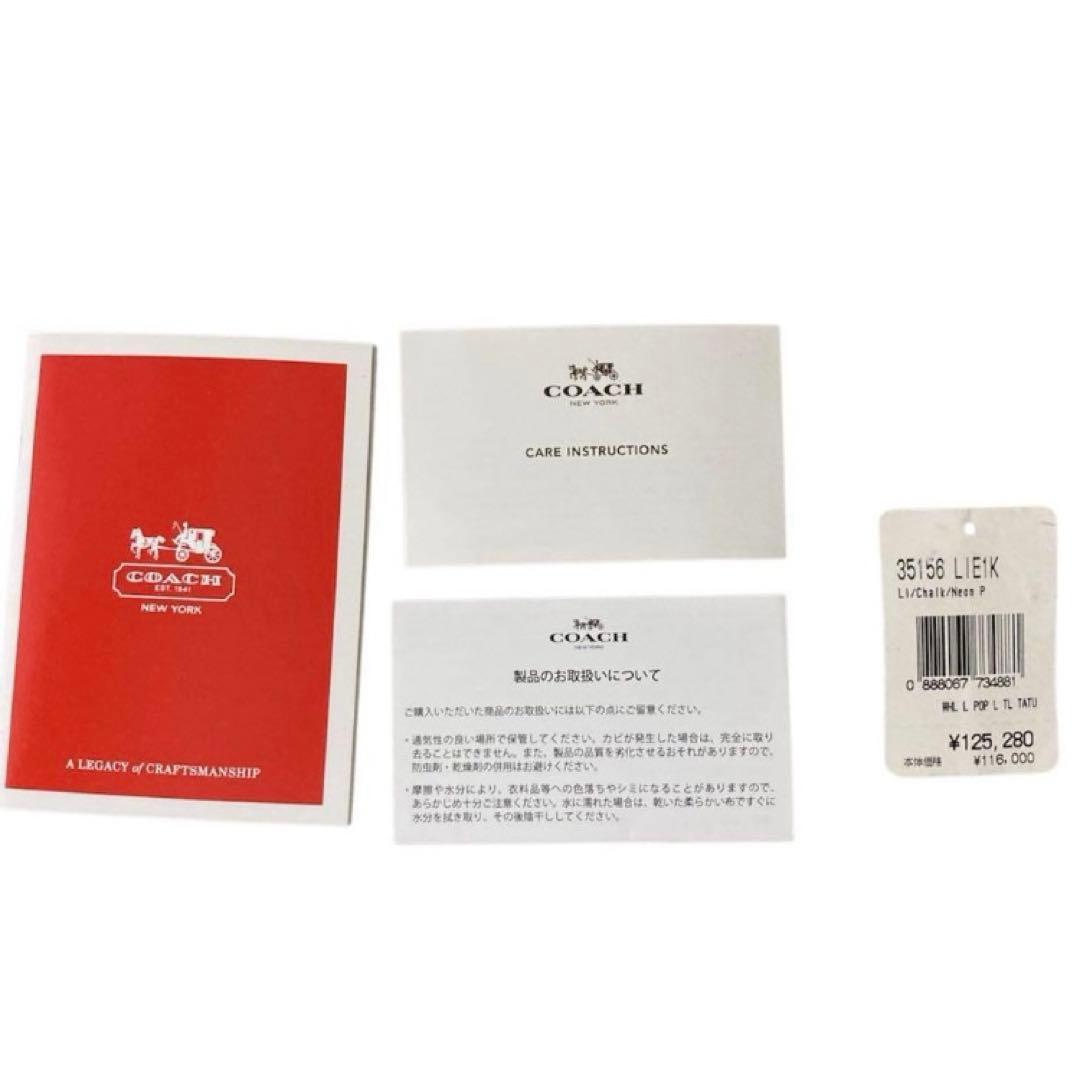 COACH
EST. 1941
NEW YORK
A LEGACY of CRAFTSMANSHIP
COACH
NEW YORK
CARE INSTRUCTIONS
COACH
NEW YORK
製品のお取扱いについて
ご購入いただいた商品のお取扱いには以下の点にご留意ください。
・通気性の良い場所で保管してください。カビが発生した場合は、完全に取り
去ることはできません。また、製品の品質を劣化させるおそれがありますので、
防虫剤・乾燥剤の併用はお避けください。
・摩擦や水分により、衣料品等への色落ちやシミになることがありますので、
あらかじめ十分ご注意ください。水に濡れた場合は、乾いた柔らかい布ですぐに
水分を拭き取り、その後陰干ししてください。
35156 LIE1K
LI/Chalk/Neon P
0 888067 734881
WHL L POP L TL TATU
¥125,280
本体価格 ¥116,000